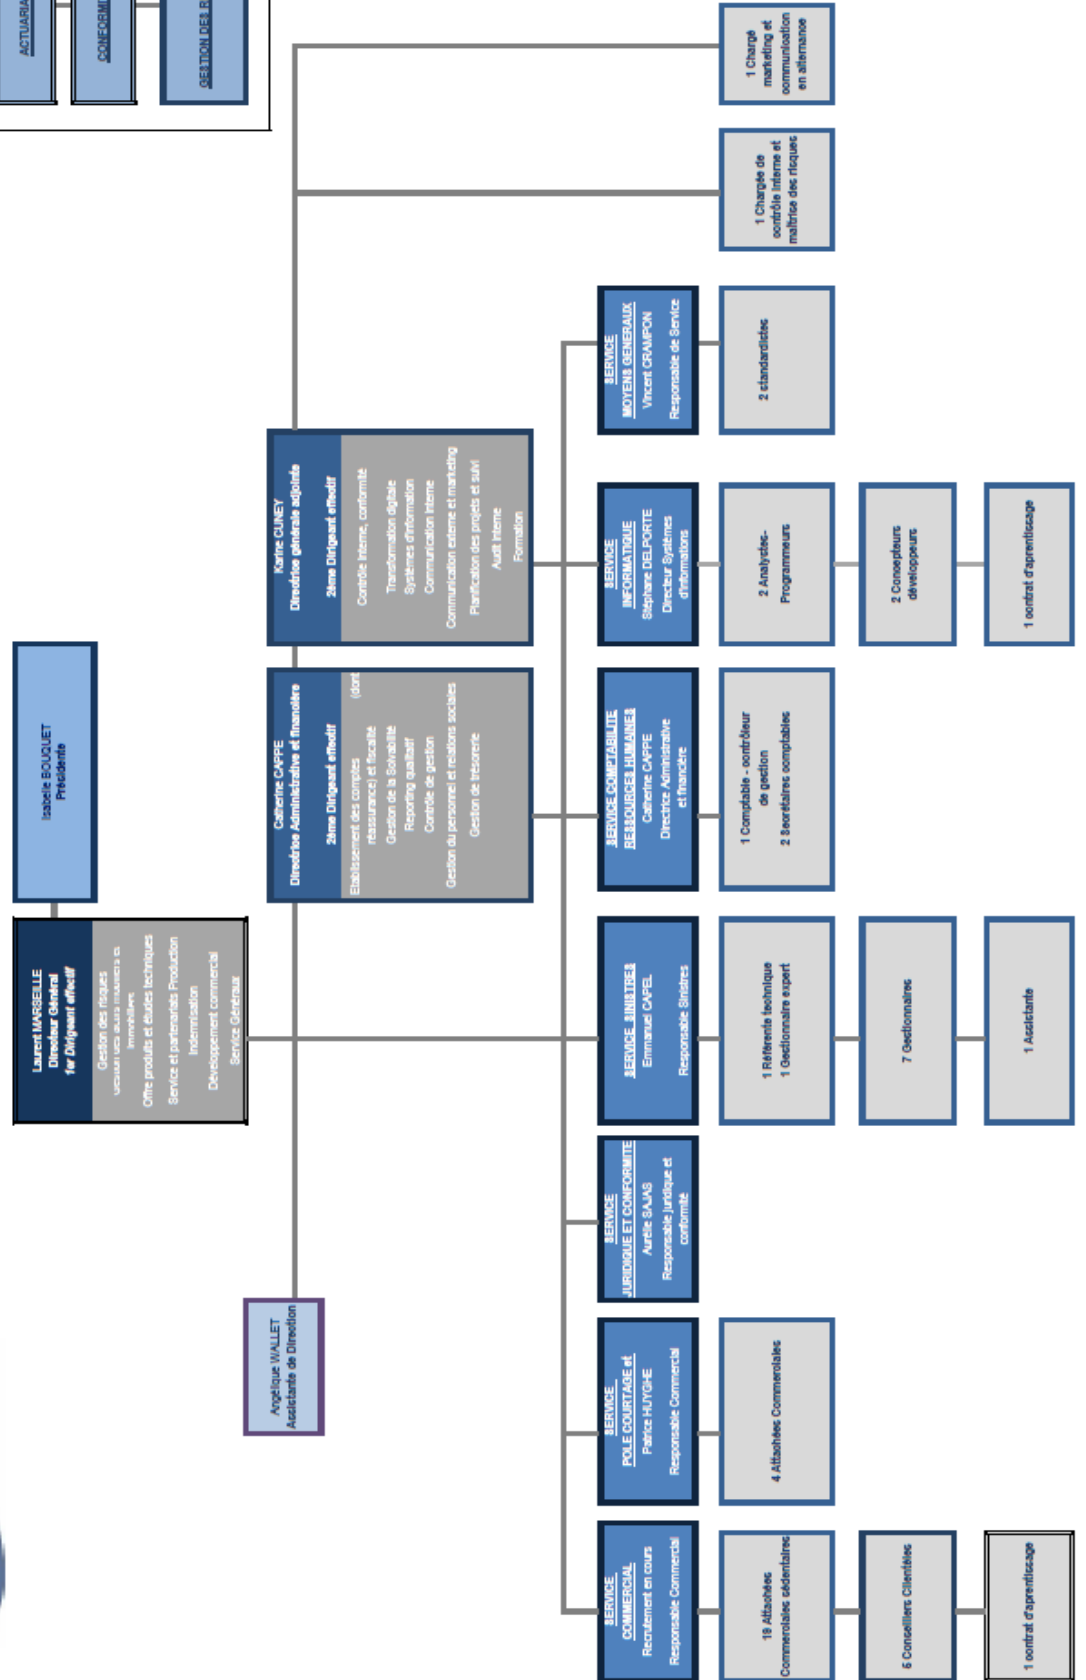 Isabelle BOUQUET
Présidente
Laurent MARSEILLE
Directeur Général
1er Dirigeant effectif
Gestion des risques
Immobiliers
Offre produits et études techniques
Service et partenariats Production
Indemnisation
Développement commercial
Service Généraux
ACTUARIA
CONFORMI
GESTION DES R
Angélique WALLET
Assistante de Direction
Catherine CAPPE
Directrice Administrative et financière
2ème Dirigeant effectif
Etablissement des comptes (dont
réassurance) et fiscalité
Gestion de la Solvabilité
Reporting qualitatif
Contrôle de gestion
Gestion du personnel et relations sociales
Gestion de trésorerie
Karine CUNEY
Directrice générale adjointe
2ème Dirigeant effectif
Contrôle interne, conformité
Transformation digitale
Systèmes d'information
Communication interne
Communication externe et marketing
Planification des projets et suivi
Audit interne
Formation
SERVICE
COMMERCIAL
Recrutement en cours
Responsable Commercial
19 Attachées
Commerciales sédentaires
6 Conseillers Clientèles
1 contrat d'aprentissage
SERVICE
POLE COURTAGE et
Patrice HUYGHE
Responsable Commercial
4 Attachées Commerciales
SERVICE
JURIDIQUE ET CONFORMITE
Aurélie SAJAS
Responsable juridique et
conformité
SERVICE SINISTRES
Emmanuel CAPEL
Responsable Sinistres
1 Référente technique
1 Gestionnaire expert
7 Gestionnaires
1 Assistante
SERVICE COMPTABILITE
RESSOURCES HUMAINES
Catherine CAPPE
Directrice Administrative
et financière
1 Comptable - contrôleur
de gestion
2 Secrétaires comptables
SERVICE
INFORMATIQUE
Stéphane DELPORTE
Directeur Systèmes
d'informations
2 Analystes-
Programmeurs
2 Concepteurs
développeurs
1 contrat d'aprentissage
SERVICE
MOYENS GENERAUX
Vincent CRAMPON
Responsable de Service
2 standardistes
1 Chargée de
contrôle interne et
maîtrise des risques
1 Chargé
marketing et
communication
en alternance